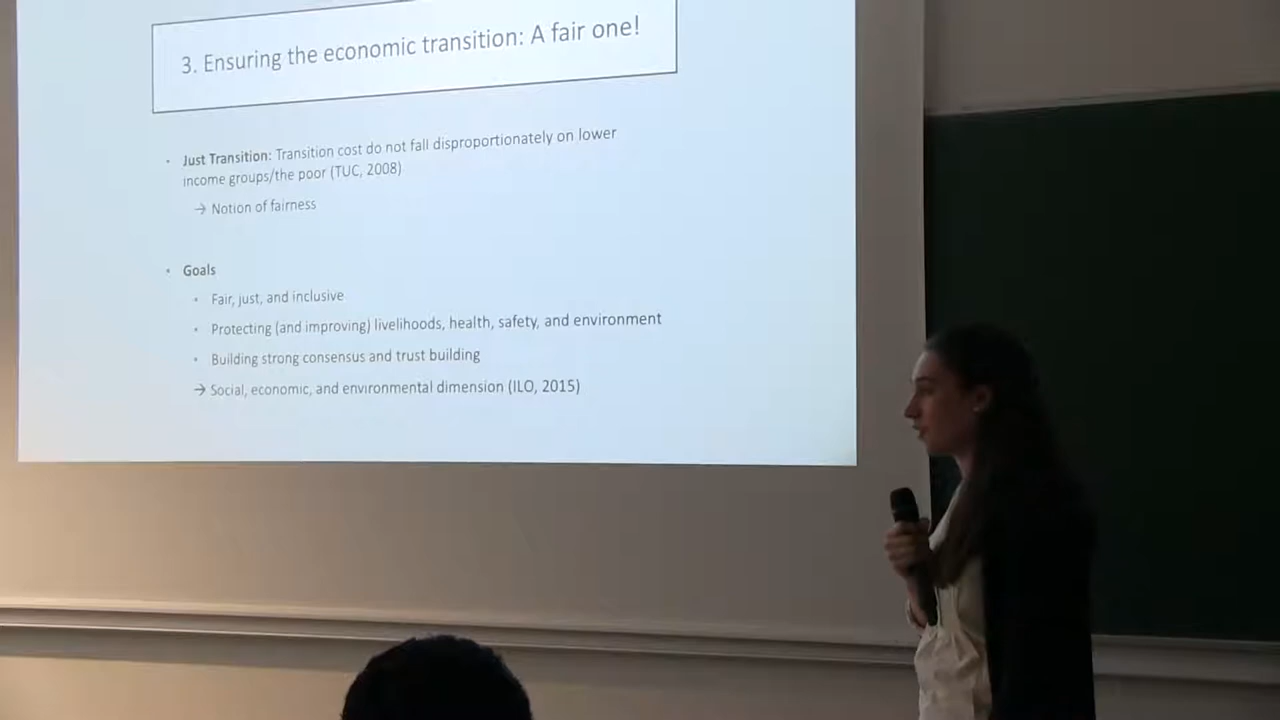 3. Ensuring the economic transition: A fair one!
• Just Transition: Transition cost do not fall disproportionately on lower
income groups/the poor (TUC, 2008)
→ Notion of fairness
• Goals
• Fair, just, and inclusive
• Protecting (and improving) livelihoods, health, safety, and environment
• Building strong consensus and trust building
→ Social, economic, and environmental dimension (ILO, 2015)